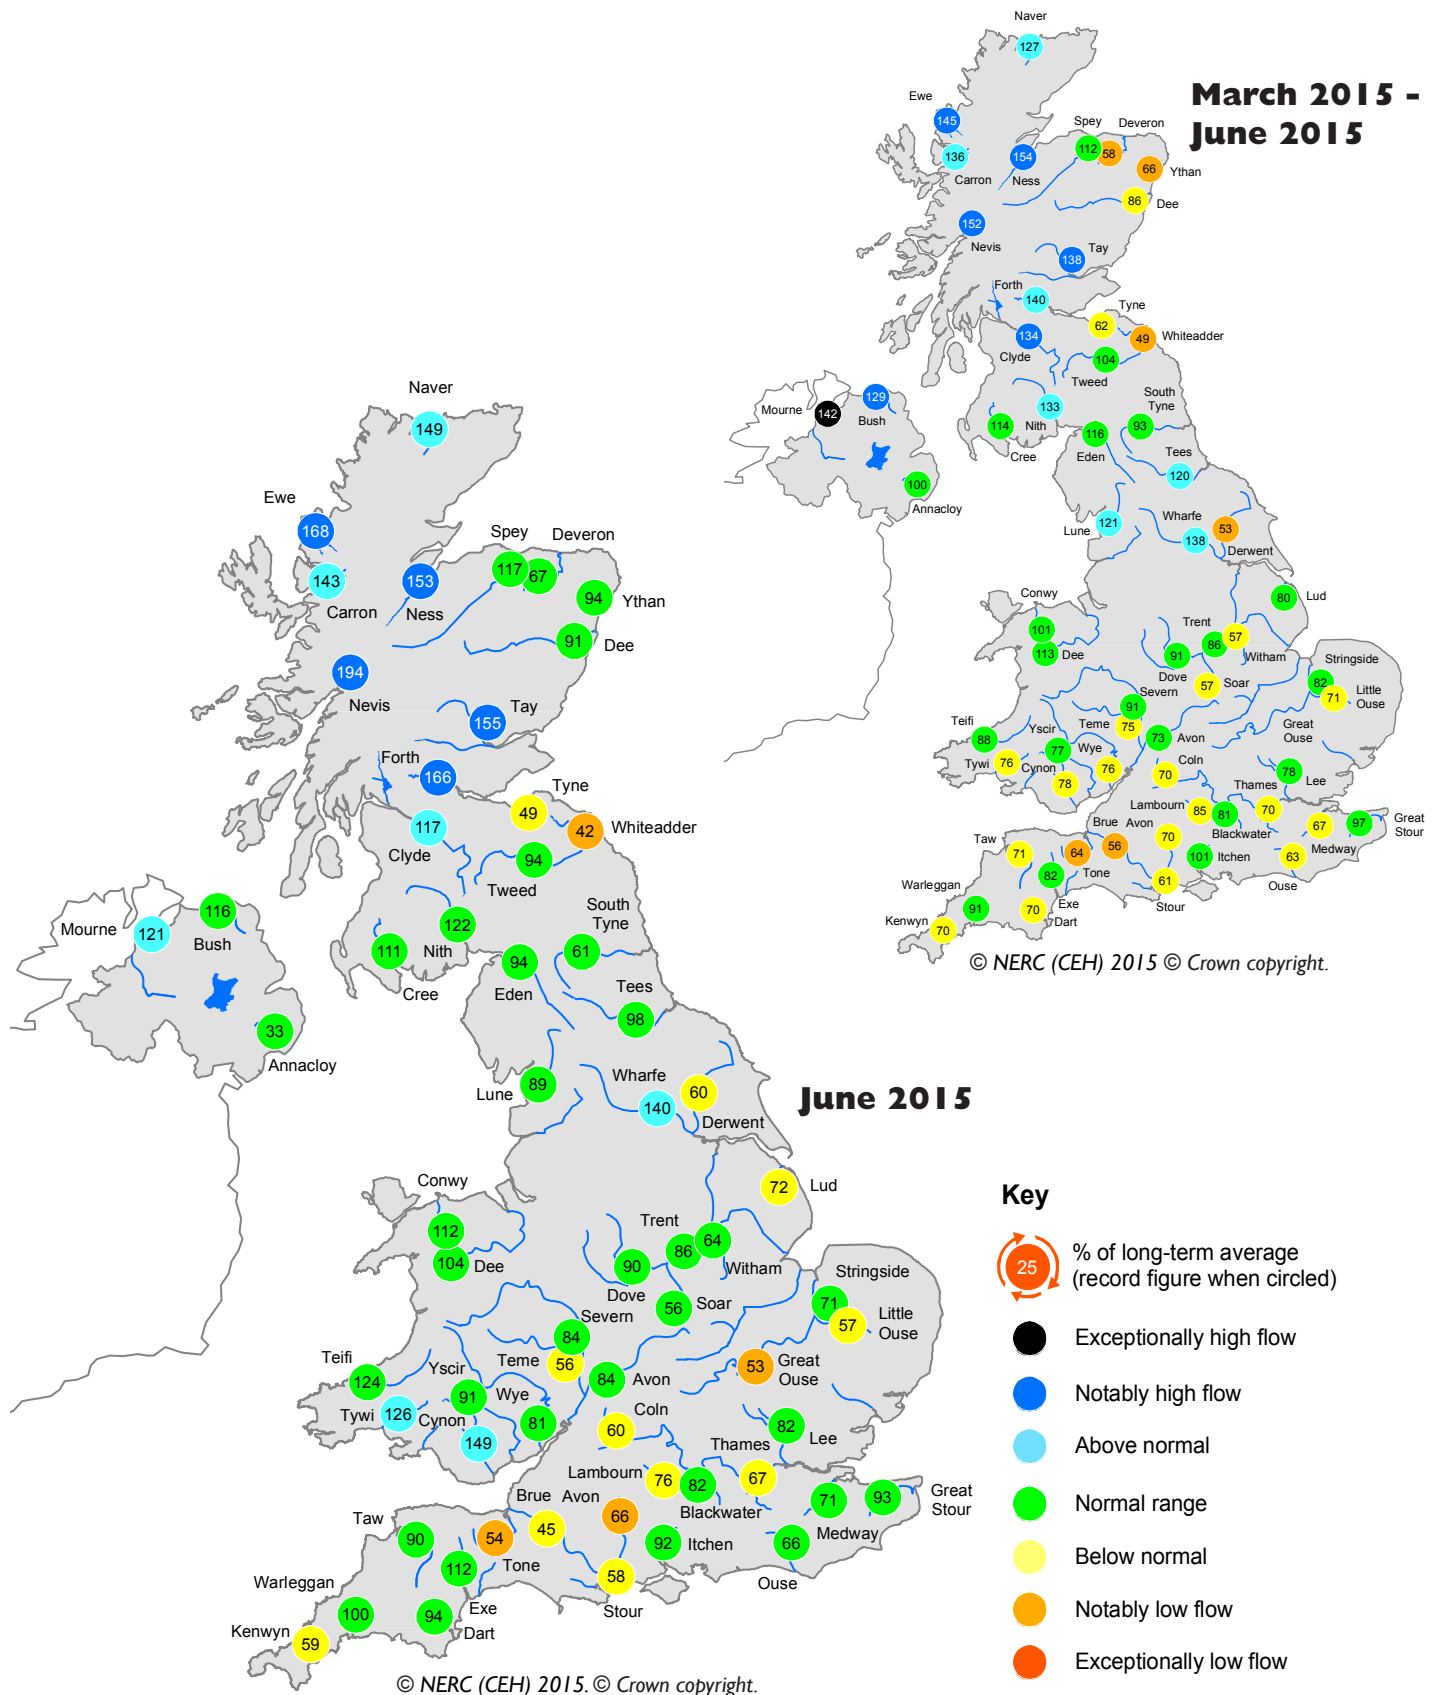 March 2015 -
June 2015
Naver
127
Ewe
145
136
Carron
154
Ness
Spey
112
Deveron
58
66
Ythan
86
Dee
152
Nevis
Tay
138
Forth
140
Tyne
62
49
Whiteadder
134
Clyde
104
Tweed
South
Tyne
93
133
Nith
114
Cree
116
Eden
Mourne
142
129
Bush
100
Annacloy
Tees
120
Lune
121
Wharfe
138
53
Derwent
80
Lud
Conwy
101
113
Dee
Trent
86
57
Witham
91
Dove
57
Soar
Stringside
82
71
Little
Ouse
Severn
91
Teme
75
Teifi
88
Yscir
77
Wye
76
Tywi
76
Cynon
78
73
Avon
Great
Ouse
Coln
70
78
Lee
Thames
70
Lambourn
85
81
Blackwater
67
Medway
97
Great
Stour
Brue
56
Avon
70
101
Itchen
63
Ouse
Taw
71
64
Tone
82
Exe
61
Stour
Warleggan
91
70
Dart
Kenwyn
70
© NERC (CEH) 2015 © Crown copyright.
June 2015
Naver
149
Ewe
168
143
Carron
153
Ness
Spey
117
Deveron
67
94
Ythan
91
Dee
194
Nevis
Tay
155
Forth
166
Tyne
49
42
Whiteadder
117
Clyde
94
Tweed
South
Tyne
61
122
Nith
111
Cree
94
Eden
Mourne
121
116
Bush
33
Annacloy
Tees
98
Lune
89
Wharfe
140
60
Derwent
72
Lud
Conwy
112
104
Dee
Trent
86
64
Witham
90
Dove
56
Soar
Stringside
71
57
Little
Ouse
Severn
84
Teme
56
Teifi
124
Yscir
91
Wye
81
Tywi
126
Cynon
149
84
Avon
53
Great
Ouse
Coln
60
82
Lee
Thames
67
Lambourn
76
82
Blackwater
71
Medway
93
Great
Stour
Brue
45
Avon
66
92
Itchen
66
Ouse
Taw
90
54
Tone
112
Exe
58
Stour
Warleggan
100
94
Dart
Kenwyn
59
© NERC (CEH) 2015. © Crown copyright.
Key
25
% of long-term average
(record figure when circled)
Exceptionally high flow
Notably high flow
Above normal
Normal range
Below normal
Notably low flow
Exceptionally low flow